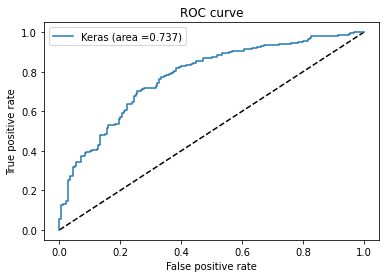 ROC curve
Keras (area =0.737)
True positive rate
1.0
0.8
0.6
0.4
0.2
0.0
0.0 0.2 0.4 0.6 0.8 1.0
False positive rate